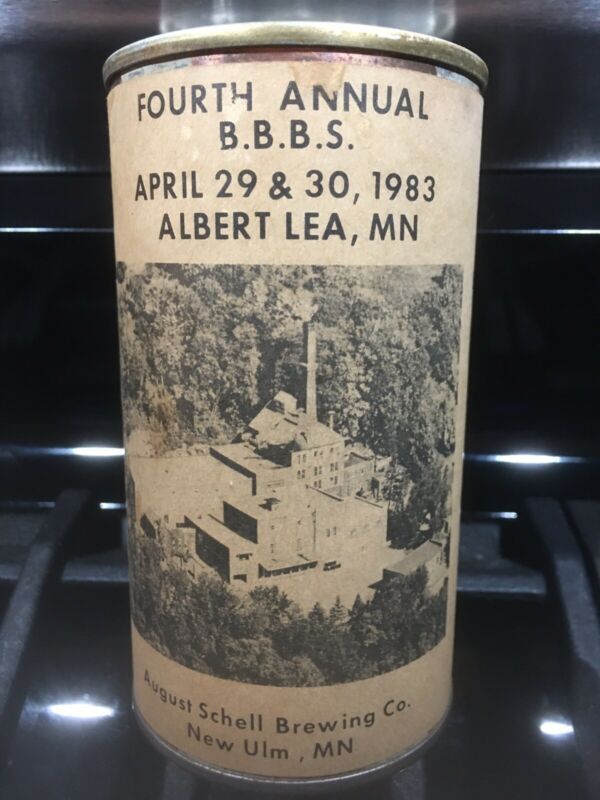 FOURTH ANNUAL
B.B.B.S.
APRIL 29 & 30, 1983
ALBERT LEA, MN
August Schell Brewing Co.
New Ulm , MN